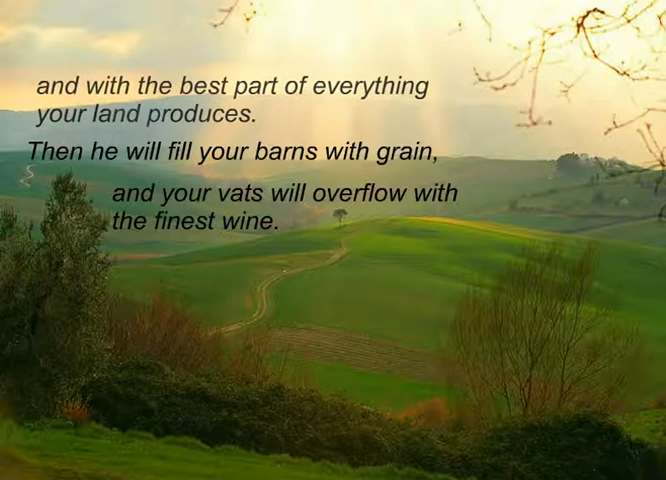 and with the best part of everything
your land produces.
Then he will fill your barns with grain,
and your vats will overflow with
the finest wine.